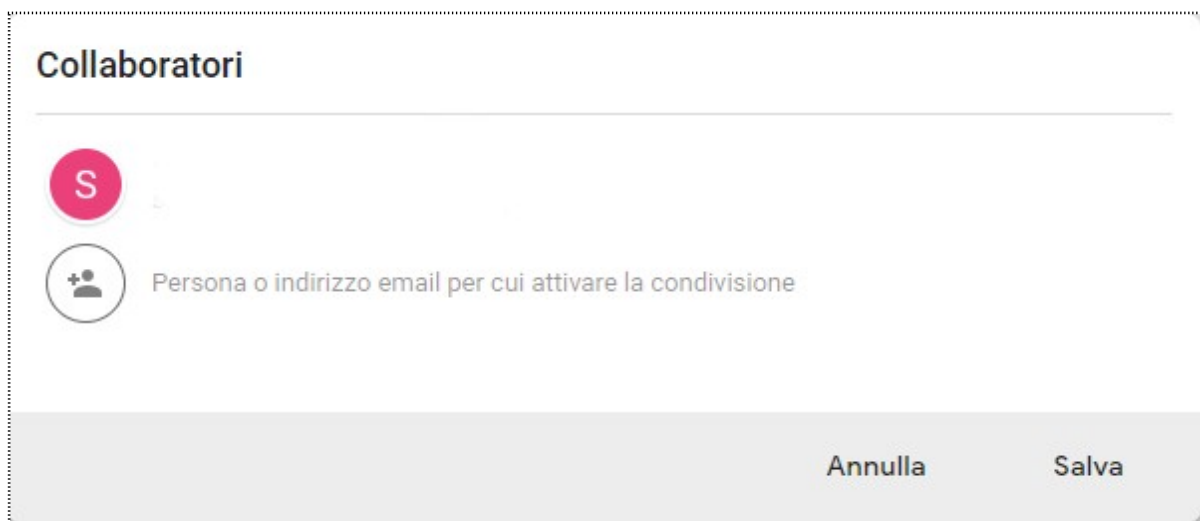 Collaboratori
S
Persona o indirizzo email per cui attivare la condivisione
Annulla Salva